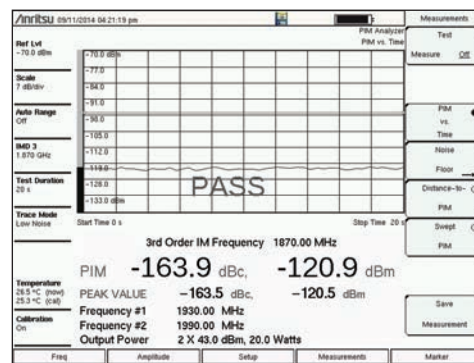 Anritsu 09/11/2014 04:21:19 pm
PIM Analyzer
PIM vs. Time
Ref Lvl
-70.0 dBm
Scale
7 dB/div
Auto Range
Off
IMD 3
1.870 GHz
Test Duration
20 s
Trace Mode
Low Noise
Temperature
26.5 °C (now)
25.3 °C (cal)
Calibration
On
-70.0 dBm
-77.0
-84.0
-91.0
-98.0
-105.0
-112.0
-119.0
-126.0
-133.0 dBm
PASS
Start Time 0 s
Stop Time 20 s
3rd Order IM Frequency 1870.00 MHz
PIM -163.9 dBc, -120.9 dBm
PEAK VALUE -163.5 dBc, -120.5 dBm
Frequency #1 1930.00 MHz
Frequency #2 1990.00 MHz
Output Power 2 X 43.0 dBm, 20.0 Watts
Measurements
Test
Measure Off
PIM
vs.
Time
Noise
Floor
Distance-to-
PIM
Swept
PIM
Save
Measurement
Freq
Amplitude
Setup
Measurements
Marker